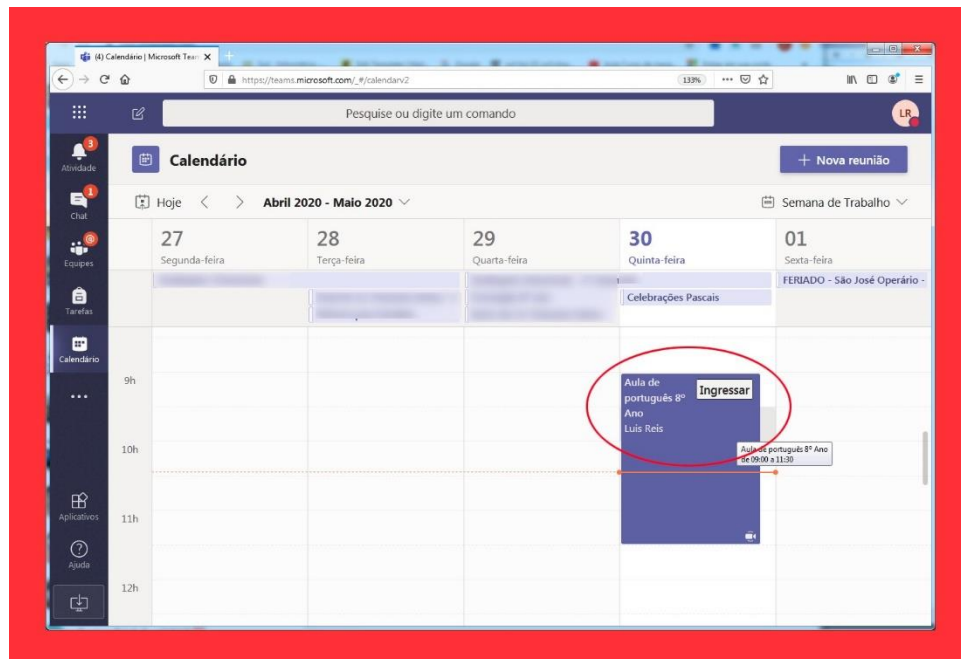 (4) Calendário | Microsoft Tean
https://teams.microsoft.com/_#/calendarv2
133%
Pesquise ou digite um comando
LR
3
Atividade
Calendário
+ Nova reunião
1
Chat
Hoje
Abril 2020 - Maio 2020
Semana de Trabalho
@
Equipes
27
Segunda-feira
28
Terça-feira
29
Quarta-feira
30
Quinta-feira
01
Sexta-feira
FERIADO - São José Operário -
Tarefas
Celebrações Pascais
Calendário
9h
Aula de
português 8º
Ano
Luis Reis
Ingressar
10h
Aula de português 8º Ano
de 09:00 a 11:30
Aplicativos
11h
Ajuda
12h